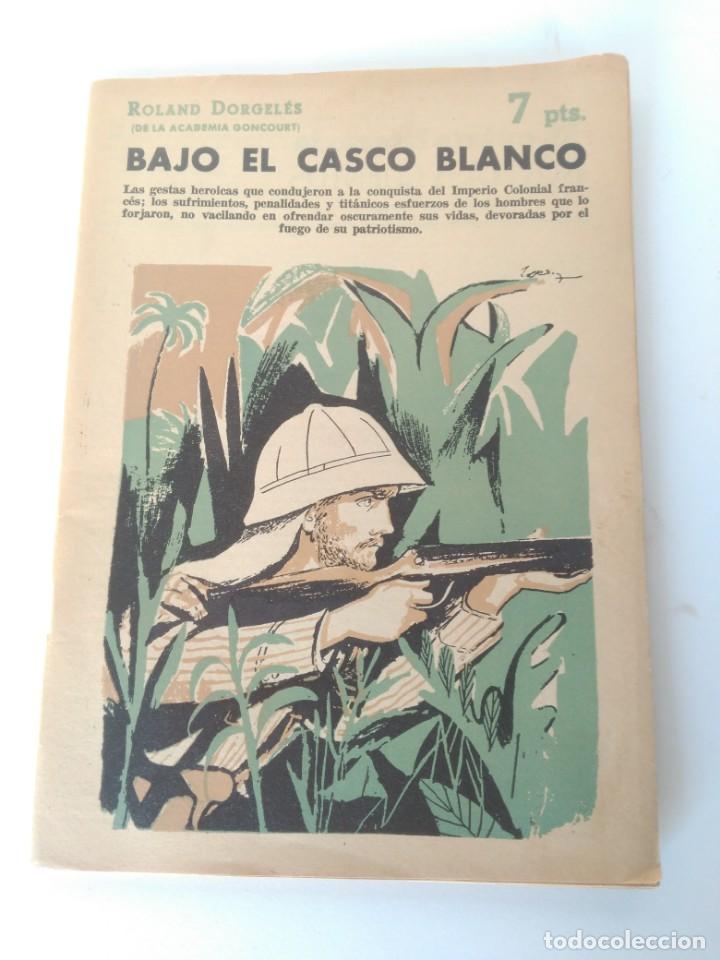 ROLAND DORGELÉS
(DE LA ACADEMIA GONCOURT)
7 pts.
BAJO EL CASCO BLANCO
Las gestas heroicas que condujeron a la conquista del Imperio Colonial fran-
cés; los sufrimientos, penalidades y titánicos esfuerzos de los hombres que lo
forjaron, no vacilando en ofrendar oscuramente sus vidas, devoradas por el
fuego de su patriotismo.
todocoleccion